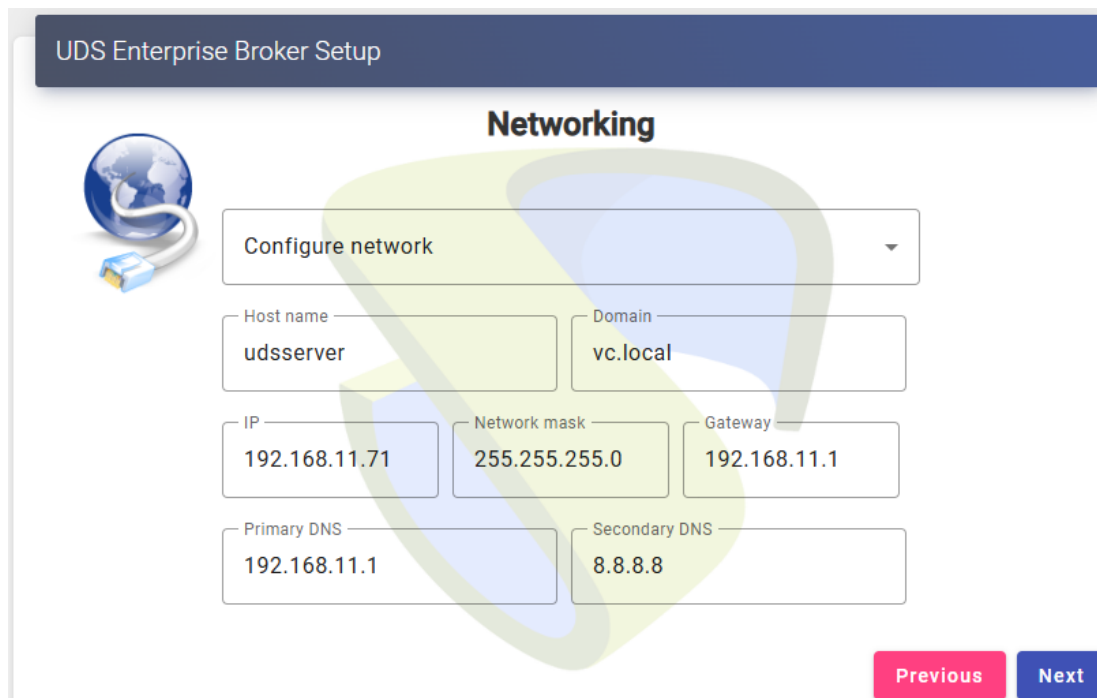 UDS Enterprise Broker Setup
Networking
Configure network
Host name
udsserver
Domain
vc.local
IP
192.168.11.71
Network mask
255.255.255.0
Gateway
192.168.11.1
Primary DNS
192.168.11.1
Secondary DNS
8.8.8.8
Previous
Next